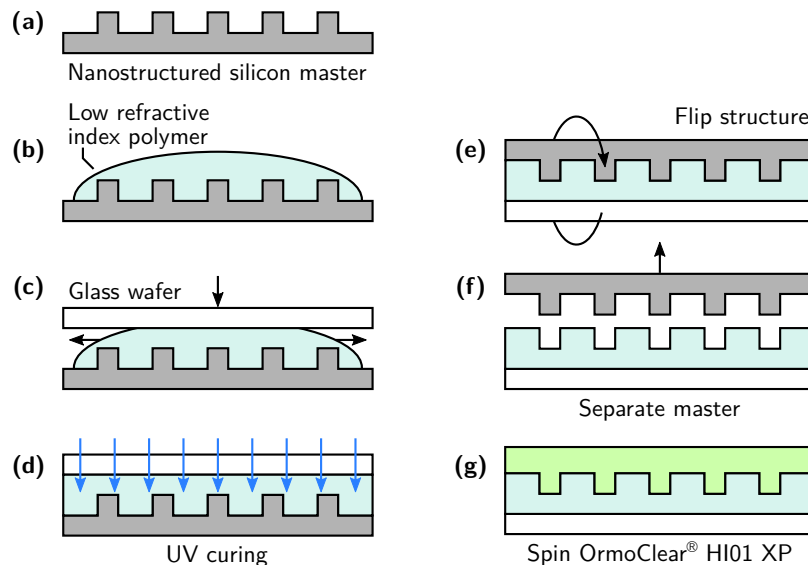 (a)
Nanostructured silicon master
Low refractive
index polymer
(b)
(c)
Glass wafer
(d)
UV curing
Flip structure
(e)
(f)
Separate master
(g)
Spin OrmoClear® HI01 XP